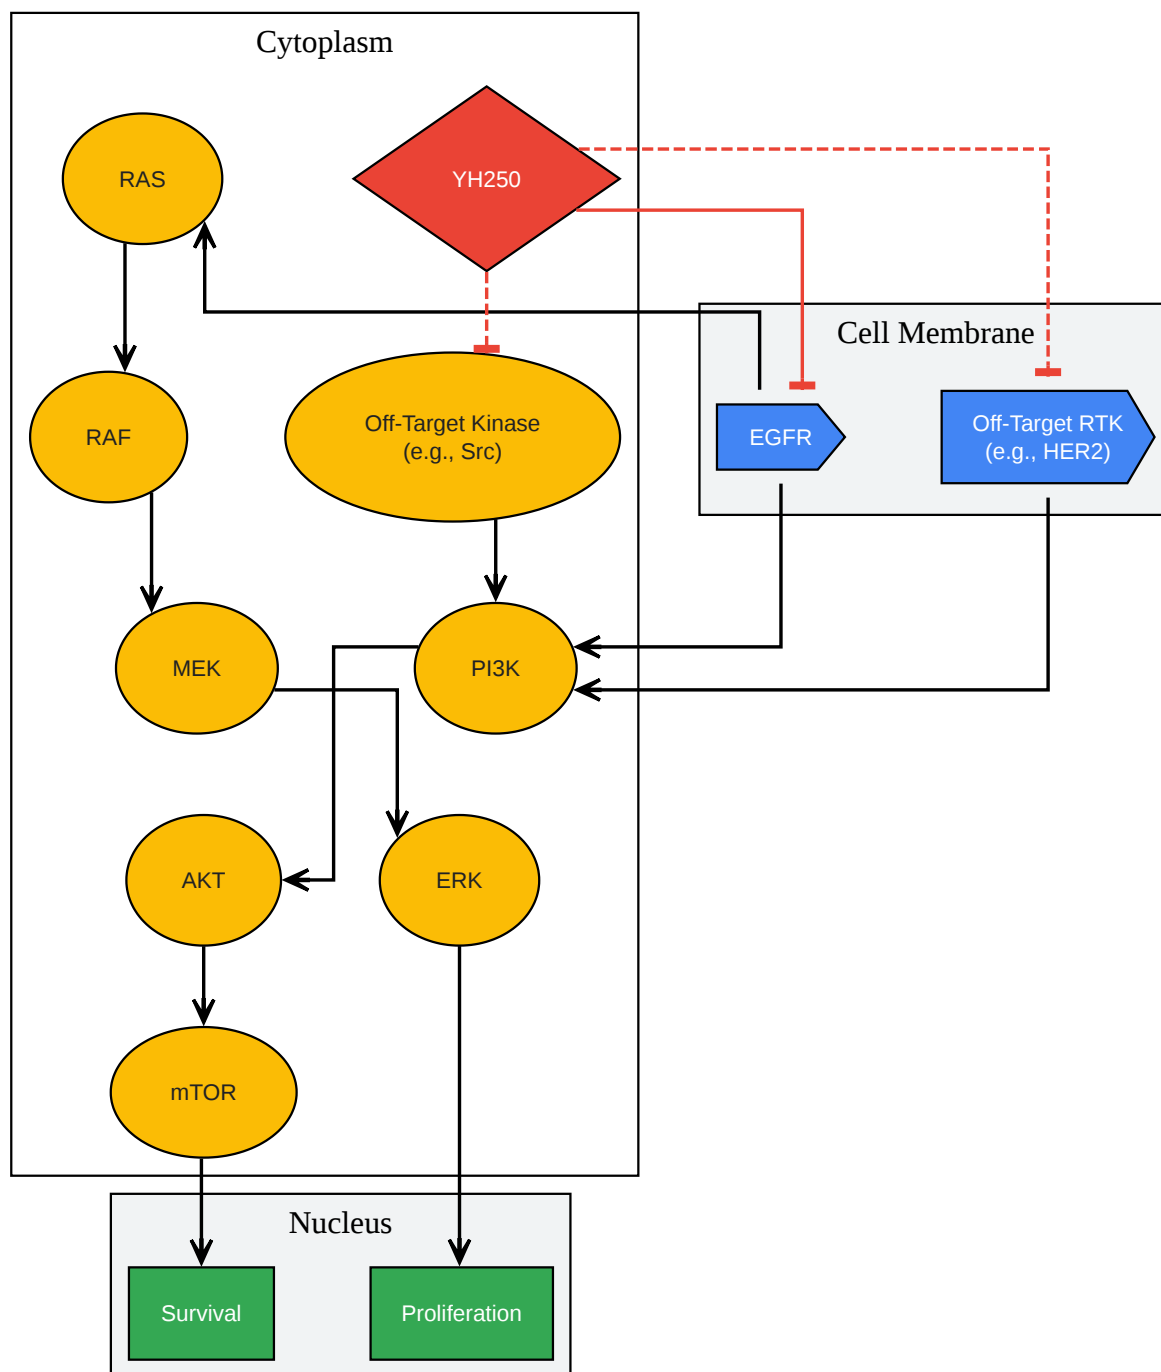 Cytoplasm
RAS
YH250
Cell Membrane
RAF
Off-Target Kinase
(e.g., Src)
EGFR
Off-Target RTK
(e.g., HER2)
MEK
PI3K
AKT
ERK
mTOR
Nucleus
Survival
Proliferation